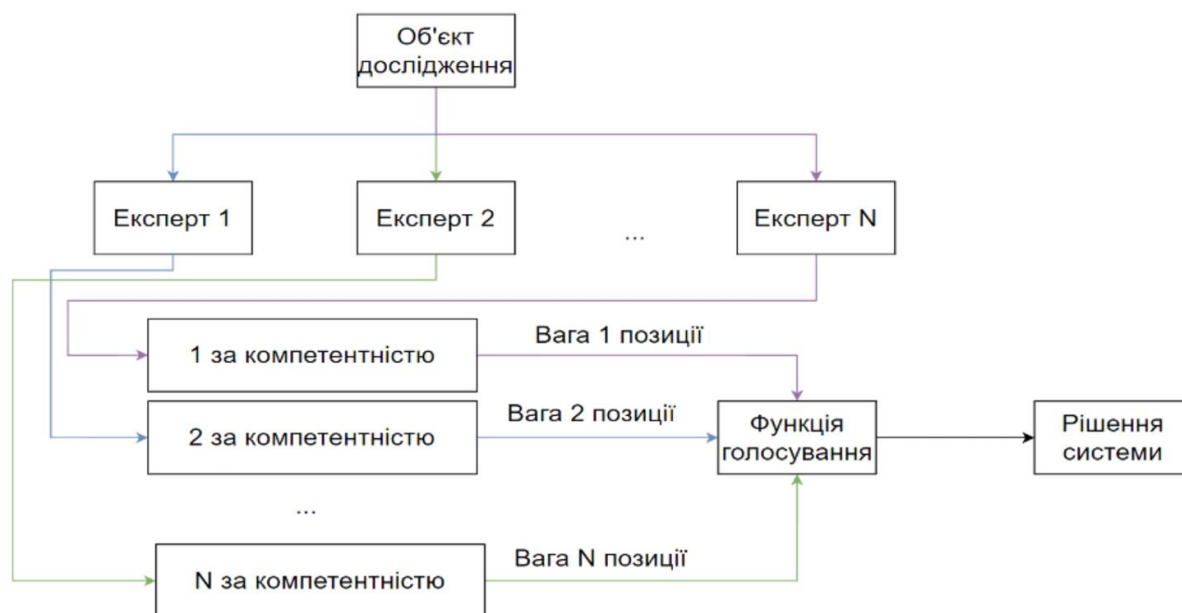 Об'єкт
дослідження
Експерт 1
Експерт 2
...
Експерт N
1 за компетентністю
Вага 1 позиції
2 за компетентністю
Вага 2 позиції
Функція
голосування
Рішення
системи
...
N за компетентністю
Вага N позиції